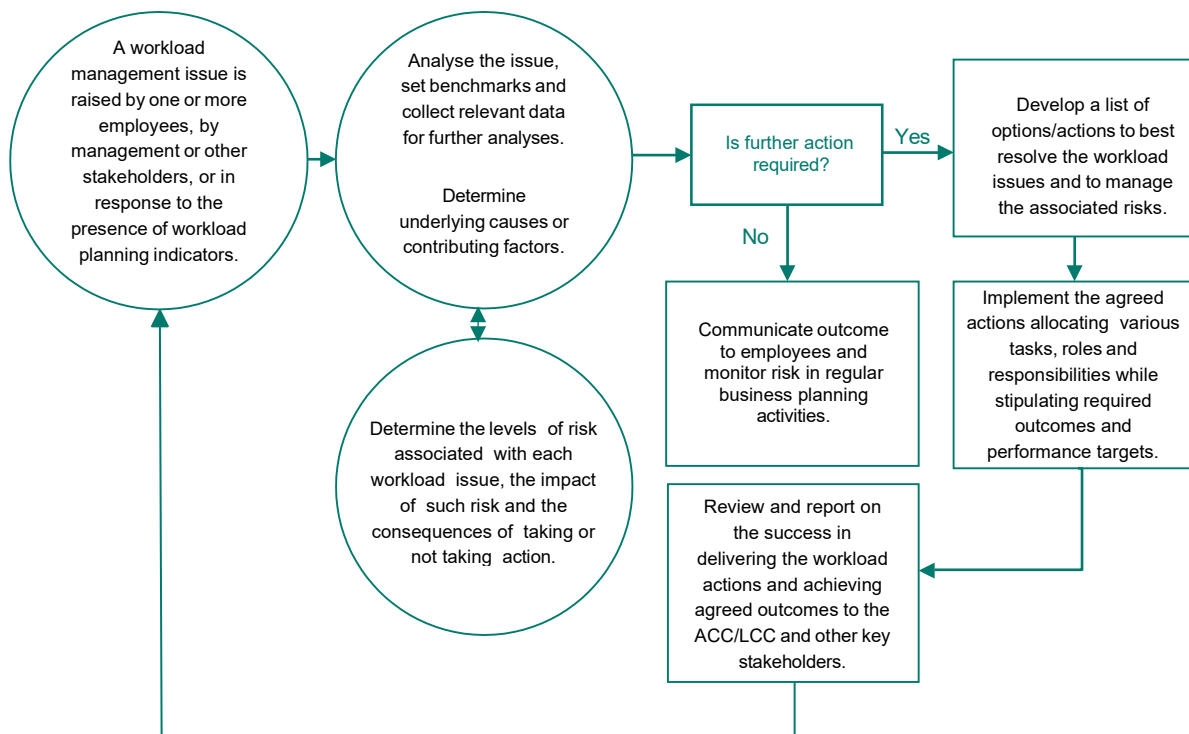 A workload
management issue is
raised by one or more
employees, by
management or other
stakeholders, or in
response to the
presence of workload
planning indicators.
Analyse the issue,
set benchmarks and
collect relevant data
for further analyses.
Determine
underlying causes or
contributing factors.
Determine the levels of risk
associated with each
workload issue, the impact
of such risk and the
consequences of taking or
not taking action.
Is further action
required?
Yes
No
Develop a list of
options/actions to best
resolve the workload
issues and to manage
the associated risks.
Communicate outcome
to employees and
monitor risk in regular
business planning
activities.
Implement the agreed
actions allocating various
tasks, roles and
responsibilities while
stipulating required
outcomes and
performance targets.
Review and report on
the success in
delivering the workload
actions and achieving
agreed outcomes to the
ACC/LCC and other key
stakeholders.